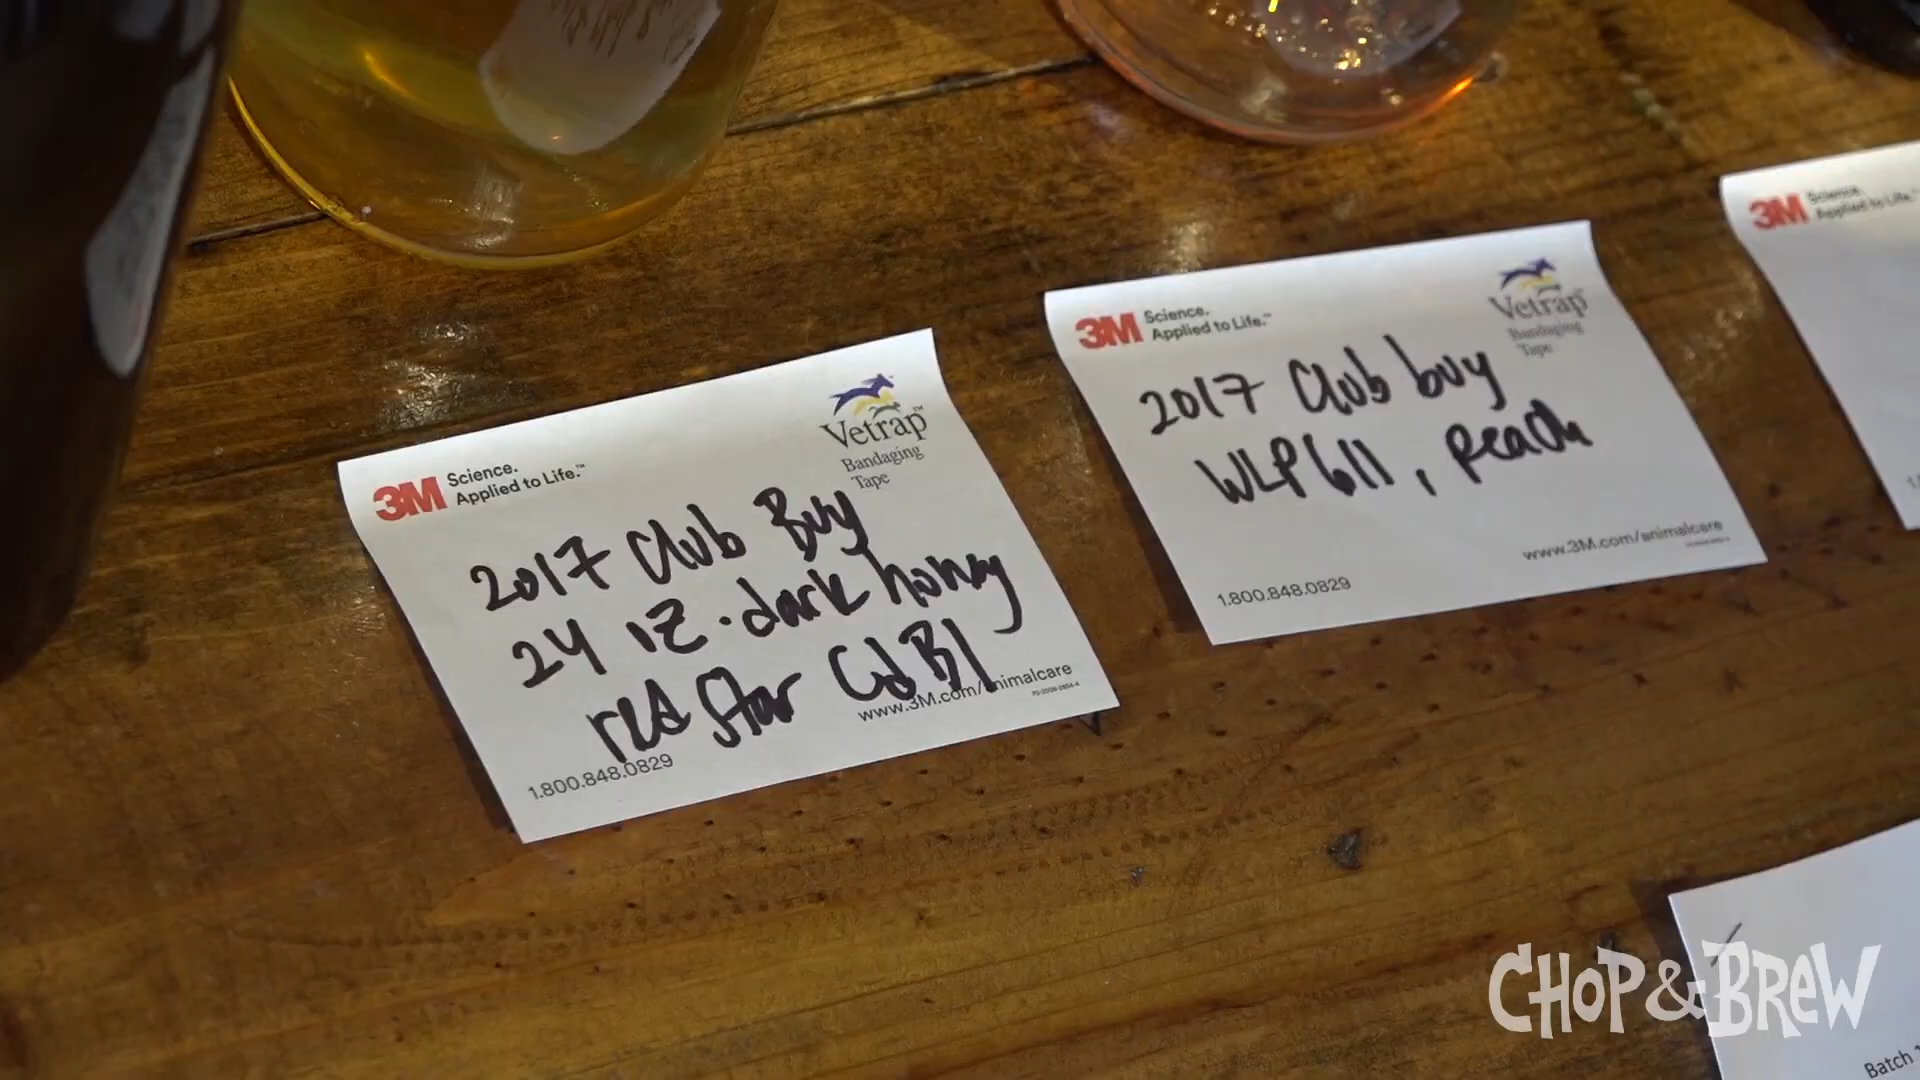 3M Science.
Applied to Life.™
Vetrap™
Bandaging
Tape
2017 Club Buy
24 1Z. dark honey
red star CdB1
www.3M.com/animalcare
1.800.848.0829
3M Science.
Applied to Life.™
Vetrap™
Bandaging
Tape
2017 Club buy
WLP611, peach
www.3M.com/animalcare
1.800.848.0829
3M Science.
Applied to Life.™
CHOP & BREW
Batch